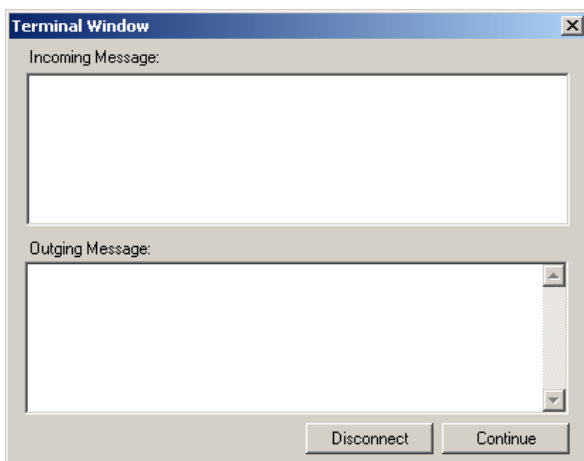 Terminal Window
Incoming Message:
Outging Message:
Disconnect Continue